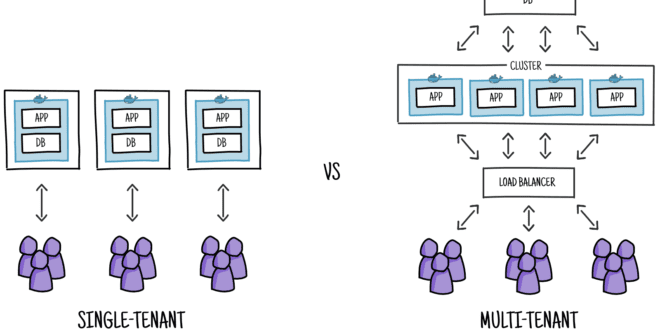 DB
CLUSTER
APP APP APP APP
APP APP APP
DB DB DB
VS
LOAD BALANCER
SINGLE-TENANT
MULTI-TENANT